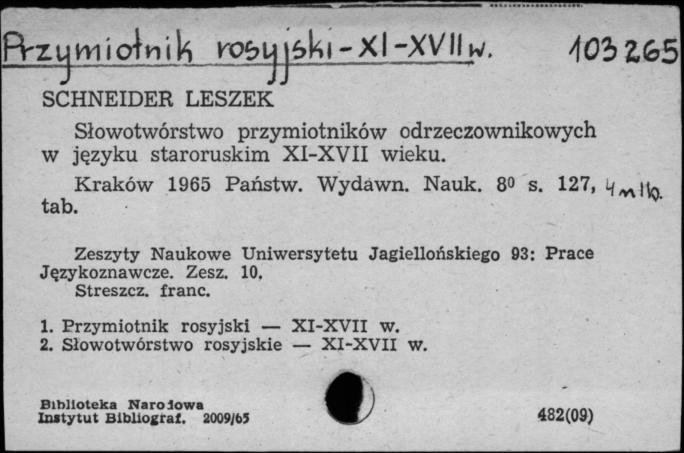 Przymiotnik rosyjski-XI-XVII w. 103265
SCHNEIDER LESZEK
Słowotwórstwo przymiotników odrzeczownikowych
w języku staroruskim XI-XVII wieku.
Kraków 1965 Państw. Wydawn. Nauk. 8º s. 127,
tab.
Zeszyty Naukowe Uniwersytetu Jagiellońskiego 93: Prace
Językoznawcze. Zesz. 10.
Streszcz. franc.
1. Przymiotnik rosyjski — XI-XVII w.
2. Słowotwórstwo rosyjskie — XI-XVII w.
Biblioteka Narodowa
Instytut Bibliograf. 2009/65 482(09)